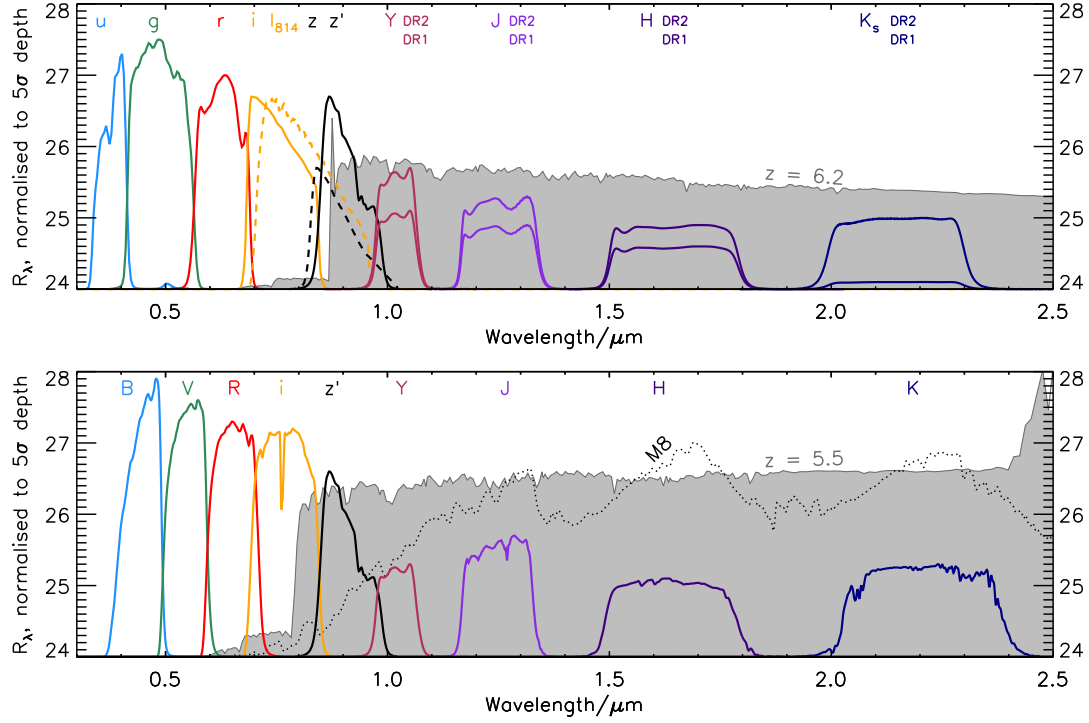 u g r i I814 z z' Y DR2 J DR2 H DR2 Ks DR2
DR1 DR1 DR1 DR1
28 28
27 27
26 26
25 25
24 24
z = 6.2
0.5 1.0 1.5 2.0 2.5
Wavelength/μm
Rλ, normalised to 5σ depth
B V R i z' Y J H K
28 28
27 27
26 26
25 25
24 24
M8
z = 5.5
0.5 1.0 1.5 2.0 2.5
Wavelength/μm
Rλ, normalised to 5σ depth